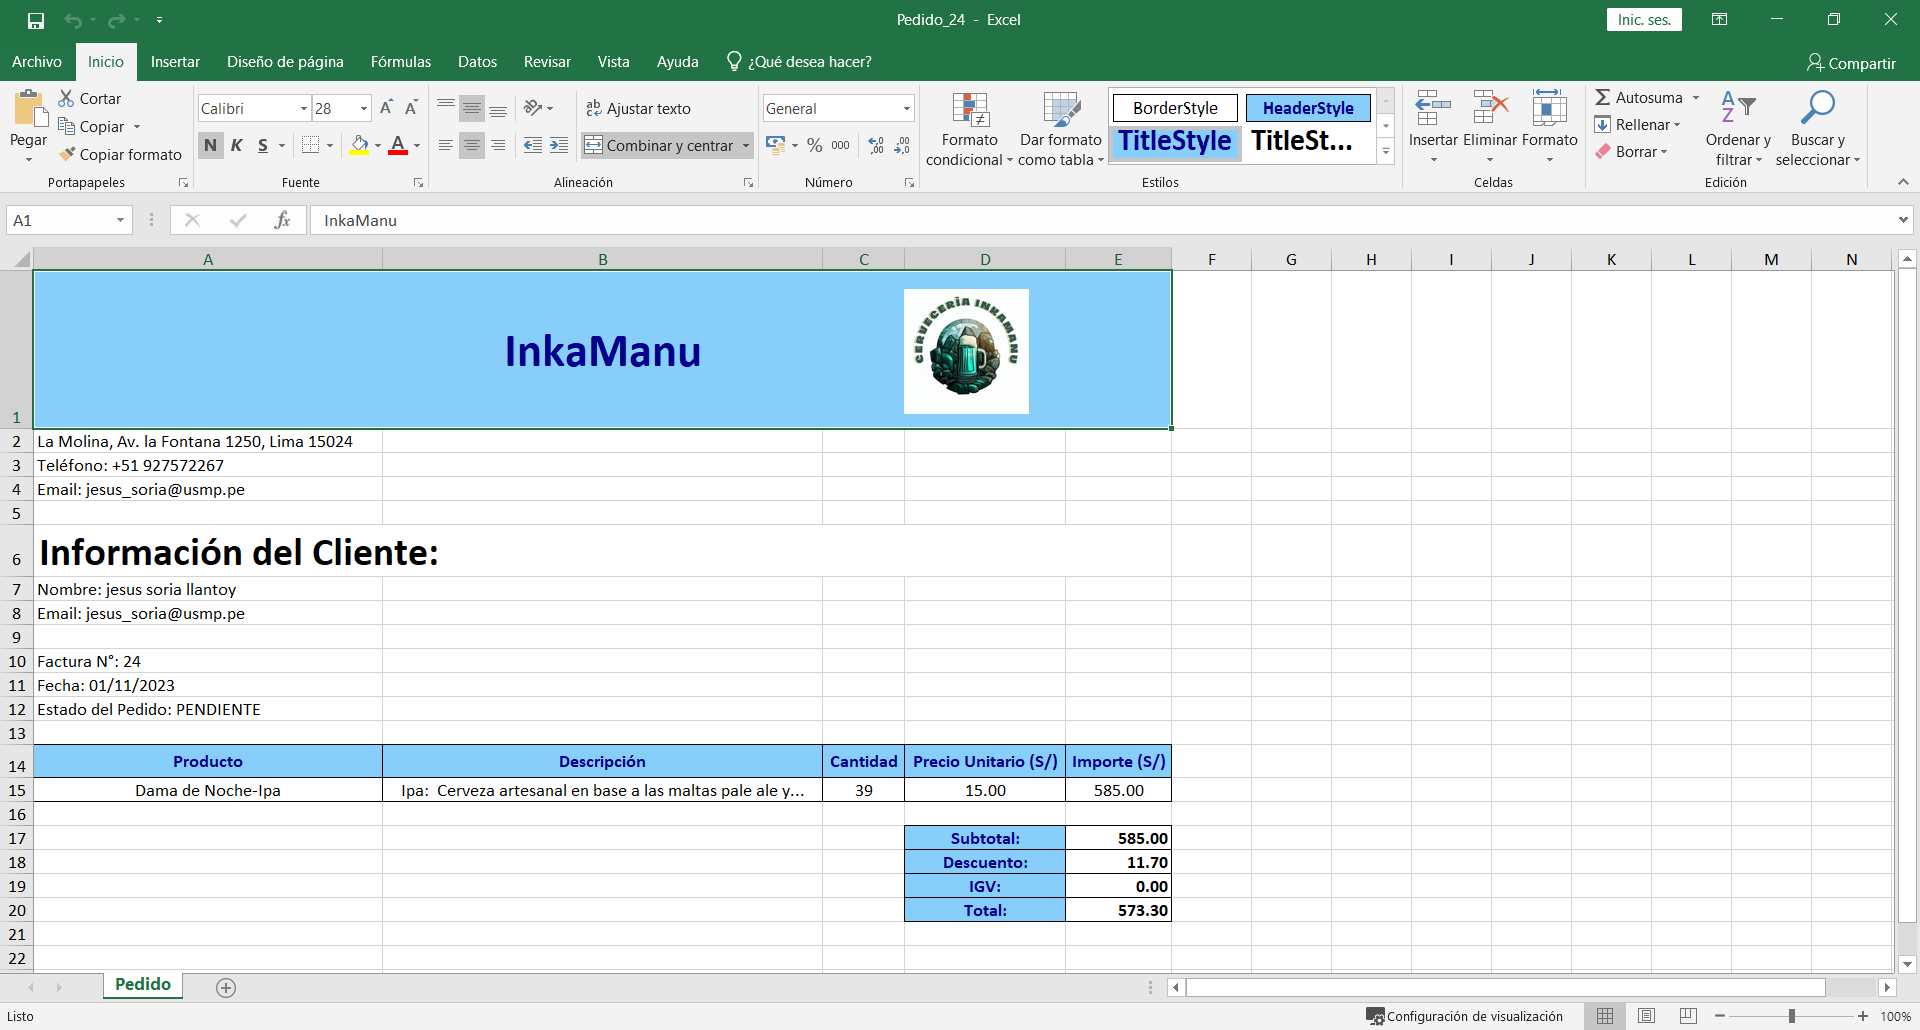 Pedido_24 - Excel
Inic. ses.
Archivo Inicio Insertar Diseño de página Fórmulas Datos Revisar Vista Ayuda ¿Qué desea hacer? Compartir
Pegar
Cortar
Copiar
Copiar formato
Portapapeles
Calibri 28
N K S
Fuente
Ajustar texto
Combinar y centrar
Alineación
General
% 000
Número
Formato condicional
Dar formato como tabla
BorderStyle HeaderStyle
TitleStyle TitleSt...
Estilos
Insertar Eliminar Formato
Celdas
Autosuma
Rellenar
Borrar
Ordenar y filtrar
Buscar y seleccionar
Edición
A1 fx InkaManu
A B C D E F G H I J K L M N
1 InkaManu
CERVECERÍA INKAMANU
2 La Molina, Av. la Fontana 1250, Lima 15024
3 Teléfono: +51 927572267
4 Email: jesus_soria@usmp.pe
5
6 Información del Cliente:
7 Nombre: jesus soria llantoy
8 Email: jesus_soria@usmp.pe
9
10 Factura N°: 24
11 Fecha: 01/11/2023
12 Estado del Pedido: PENDIENTE
13
14 Producto Descripción Cantidad Precio Unitario (S/) Importe (S/)
15 Dama de Noche-Ipa Ipa: Cerveza artesanal en base a las maltas pale ale y... 39 15.00 585.00
16
17 Subtotal: 585.00
18 Descuento: 11.70
19 IGV: 0.00
20 Total: 573.30
21
22
Pedido
Listo
Configuración de visualización
100%